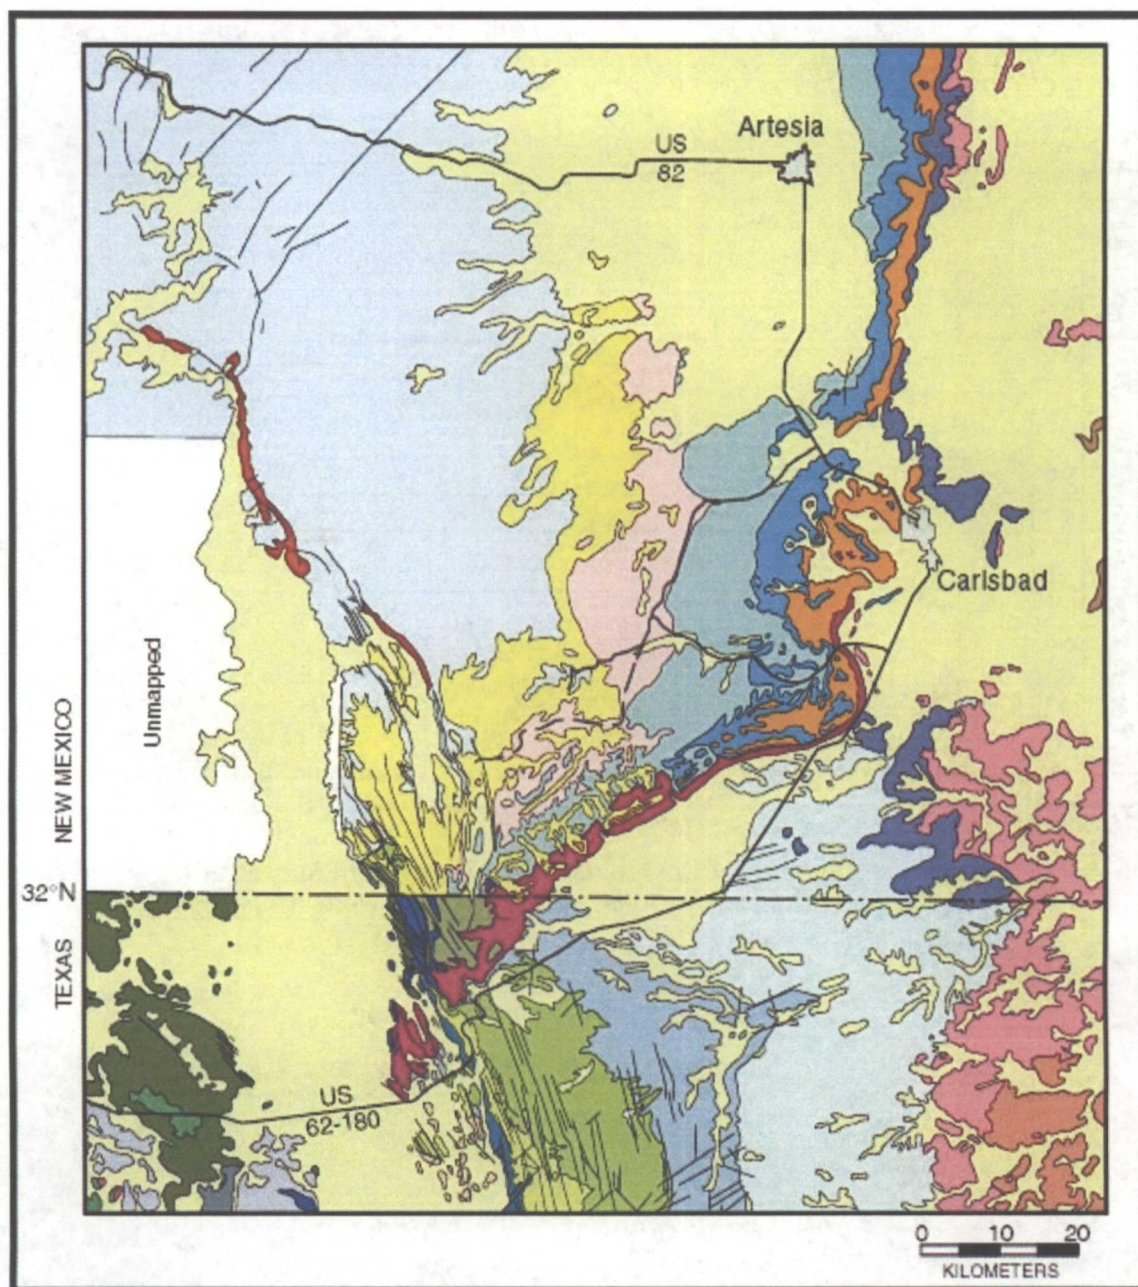 Artesia
US
82
Carlsbad
Unmapped
NEW MEXICO
32°N
TEXAS
US
62-180
0 10 20
KILOMETERS